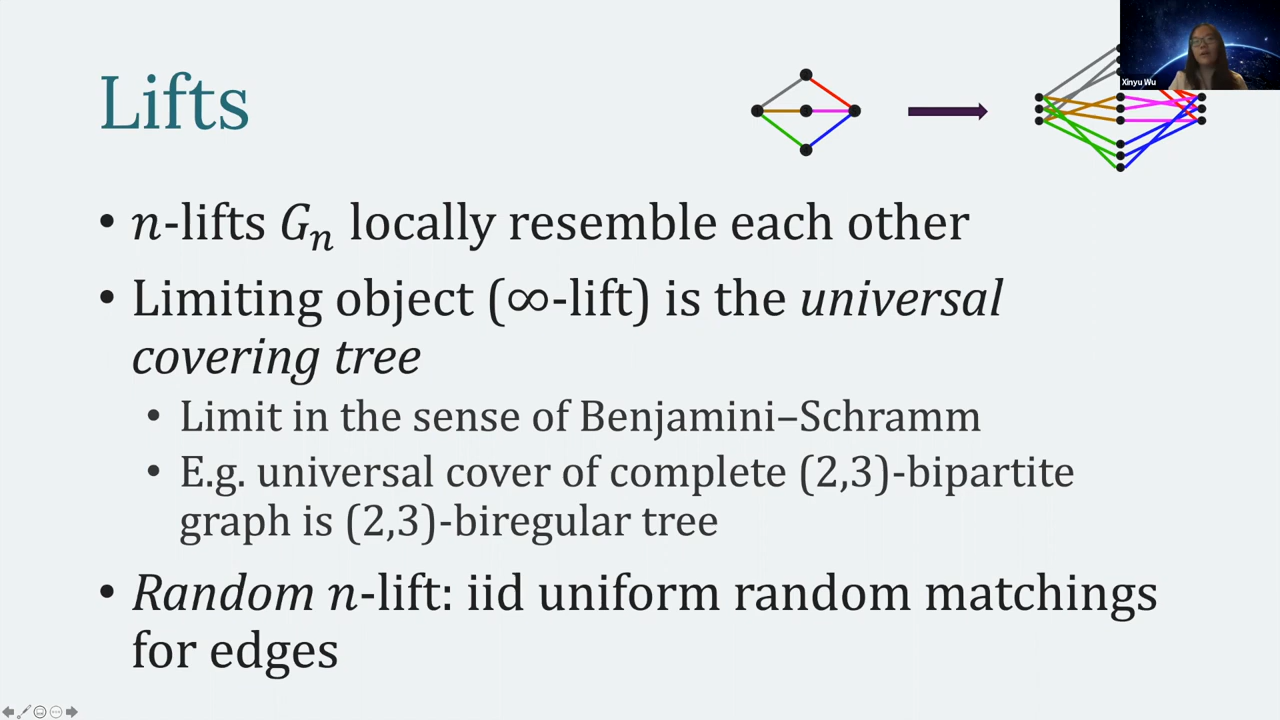 Lifts
Xinyu Wu
• n-lifts Gₙ locally resemble each other
• Limiting object (∞-lift) is the universal
covering tree
• Limit in the sense of Benjamini–Schramm
• E.g. universal cover of complete (2,3)-bipartite
graph is (2,3)-biregular tree
• Random n-lift: iid uniform random matchings
for edges